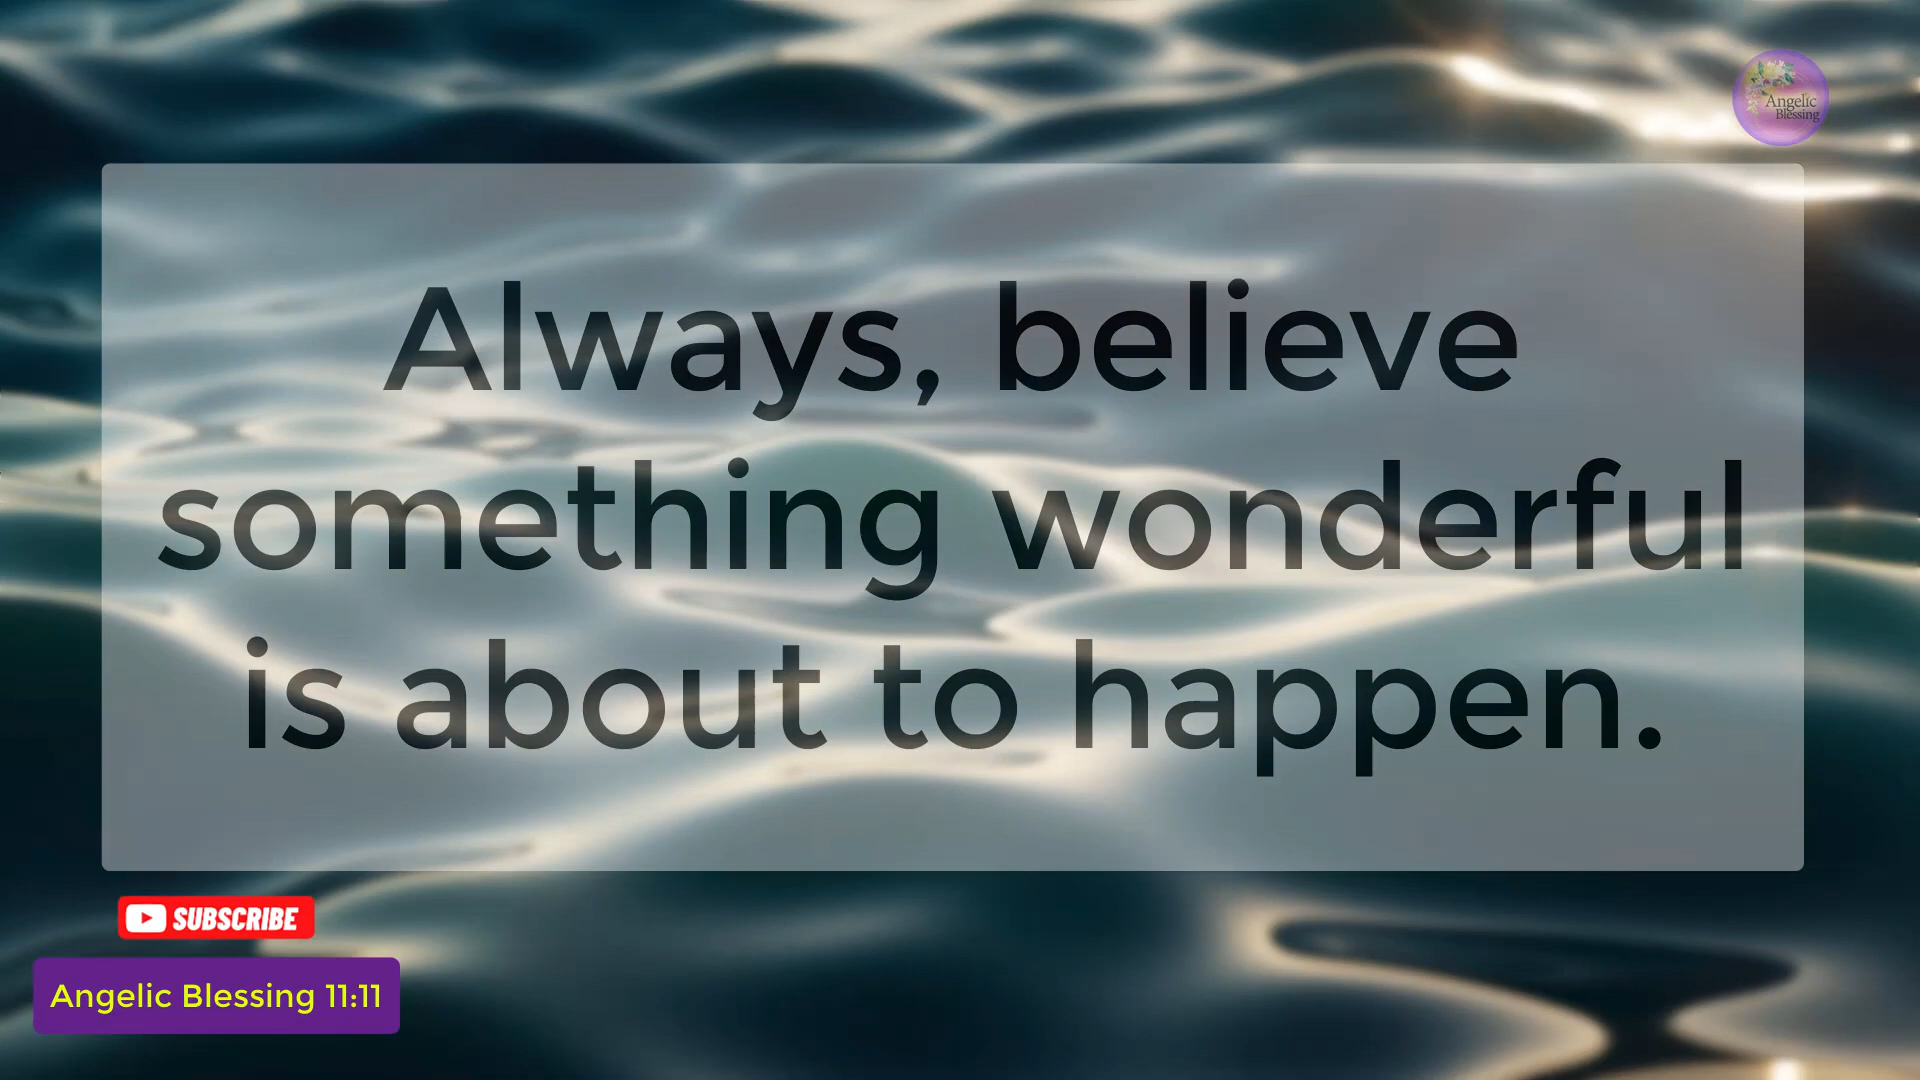 Angelic
Blessing
Always, believe
something wonderful
is about to happen.
SUBSCRIBE
Angelic Blessing 11:11